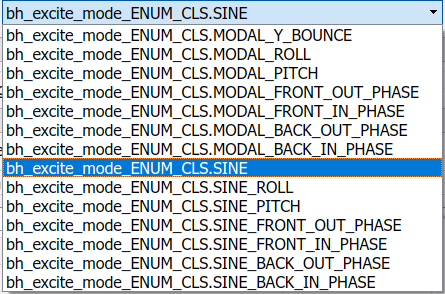 bh_excite_mode_ENUM_CLS.SINE
bh_excite_mode_ENUM_CLS.MODAL_Y_BOUNCE
bh_excite_mode_ENUM_CLS.MODAL_ROLL
bh_excite_mode_ENUM_CLS.MODAL_PITCH
bh_excite_mode_ENUM_CLS.MODAL_FRONT_OUT_PHASE
bh_excite_mode_ENUM_CLS.MODAL_FRONT_IN_PHASE
bh_excite_mode_ENUM_CLS.MODAL_BACK_OUT_PHASE
bh_excite_mode_ENUM_CLS.MODAL_BACK_IN_PHASE
bh_excite_mode_ENUM_CLS.SINE
bh_excite_mode_ENUM_CLS.SINE_ROLL
bh_excite_mode_ENUM_CLS.SINE_PITCH
bh_excite_mode_ENUM_CLS.SINE_FRONT_OUT_PHASE
bh_excite_mode_ENUM_CLS.SINE_FRONT_IN_PHASE
bh_excite_mode_ENUM_CLS.SINE_BACK_OUT_PHASE
bh_excite_mode_ENUM_CLS.SINE_BACK_IN_PHASE